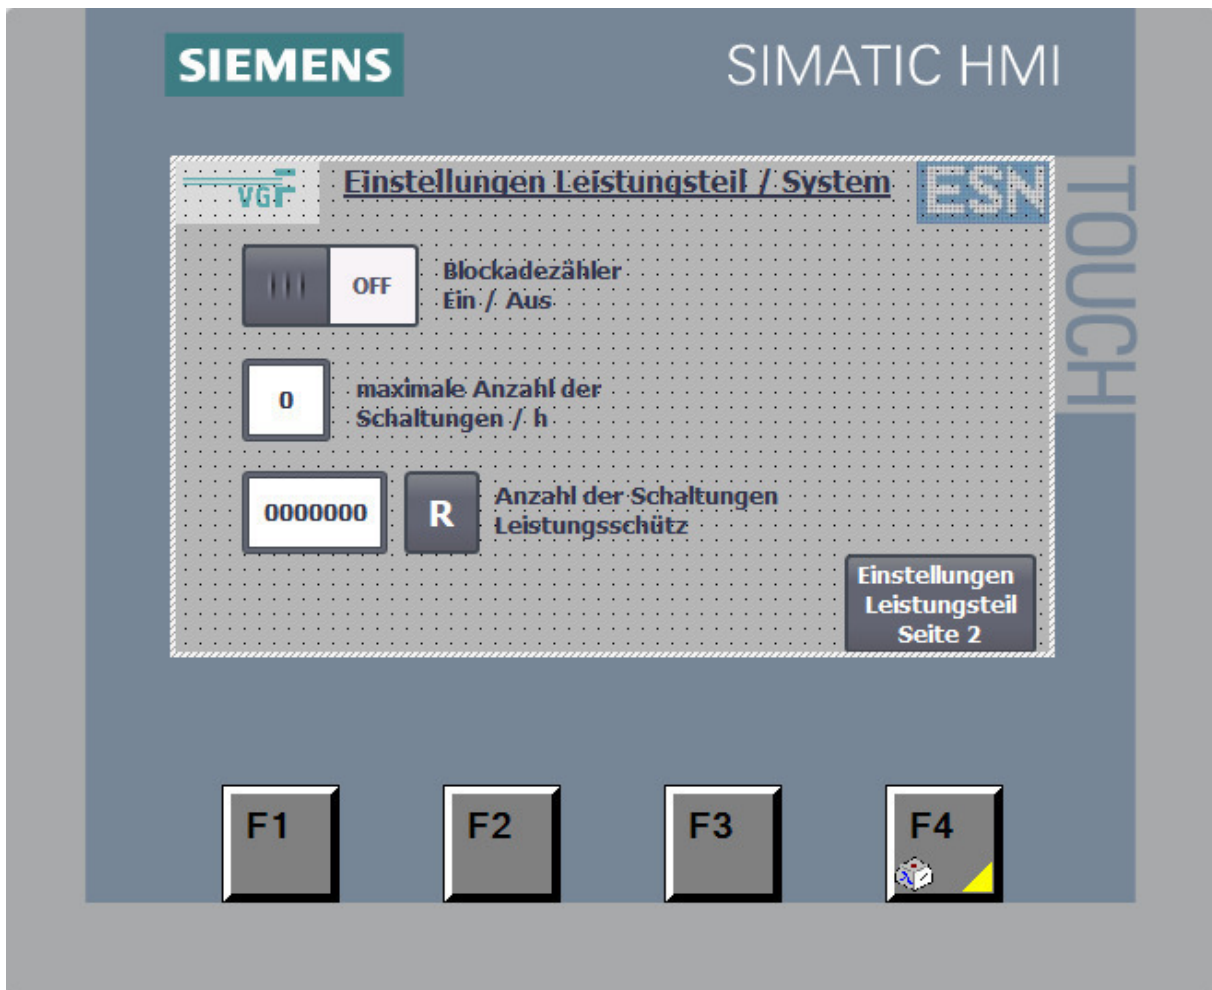 SIEMENS
SIMATIC HMI
TOUCH
VGF
Einstellungen Leistungsteil / System
ESN
OFF
Blockadezähler
Ein / Aus
0
maximale Anzahl der
Schaltungen / h
0000000
R
Anzahl der Schaltungen
Leistungsschütz
Einstellungen
Leistungsteil
Seite 2
F1
F2
F3
F4